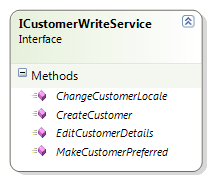 ICustomerWriteService
Interface
Methods
ChangeCustomerLocale
CreateCustomer
EditCustomerDetails
MakeCustomerPreferred